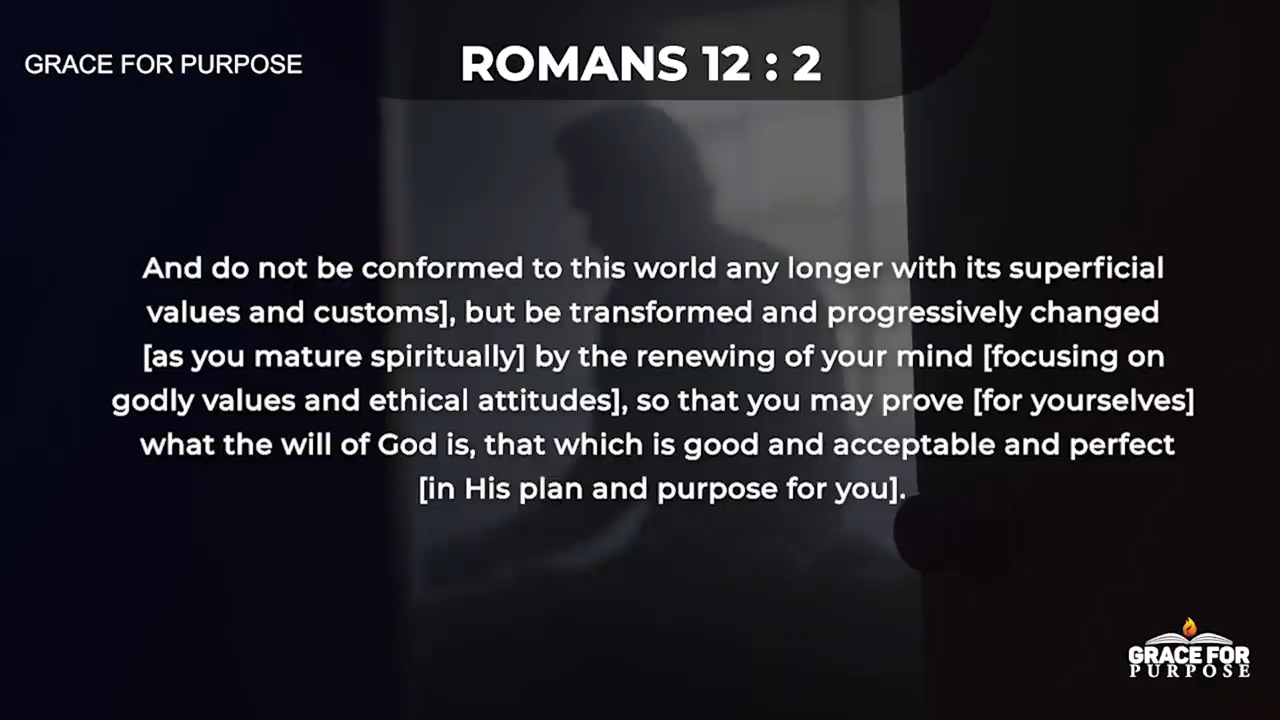 GRACE FOR PURPOSE
ROMANS 12 : 2
And do not be conformed to this world any longer with its superficial
values and customs], but be transformed and progressively changed
[as you mature spiritually] by the renewing of your mind [focusing on
godly values and ethical attitudes], so that you may prove [for yourselves]
what the will of God is, that which is good and acceptable and perfect
[in His plan and purpose for you].
GRACE FOR
PURPOSE